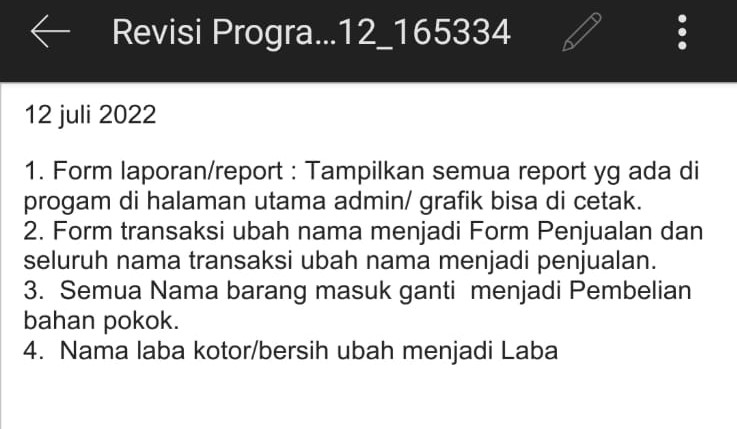 Revisi Progra...12_165334
12 juli 2022
1. Form laporan/report : Tampilkan semua report yg ada di
progam di halaman utama admin/ grafik bisa di cetak.
2. Form transaksi ubah nama menjadi Form Penjualan dan
seluruh nama transaksi ubah nama menjadi penjualan.
3. Semua Nama barang masuk ganti menjadi Pembelian
bahan pokok.
4. Nama laba kotor/bersih ubah menjadi Laba